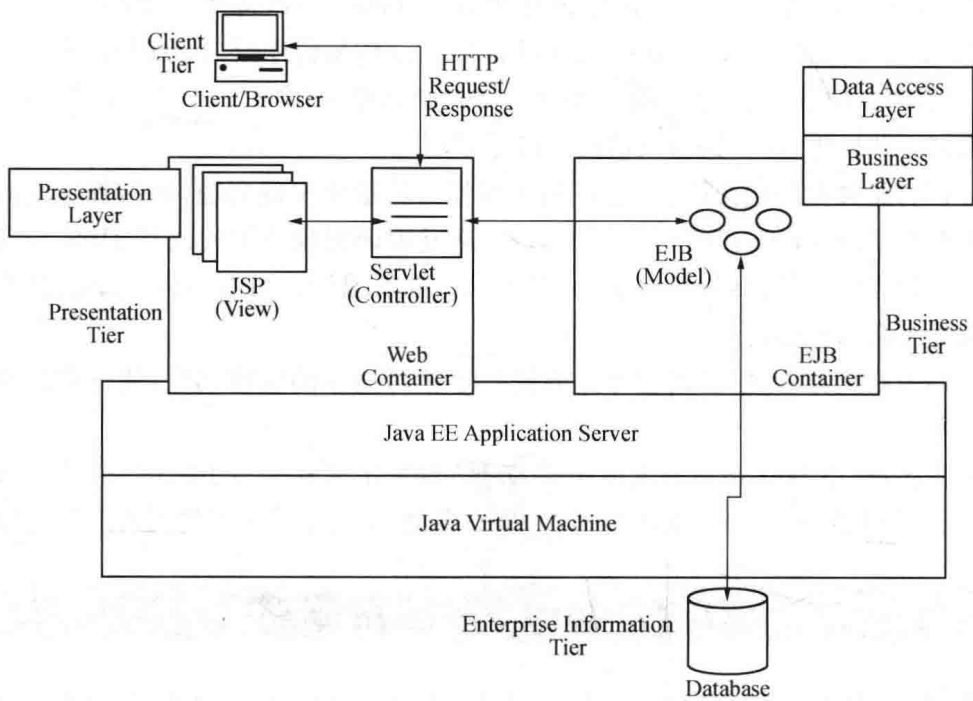 Client
Tier
Client/Browser
HTTP
Request/
Response
Data Access
Layer
Business
Layer
Presentation
Layer
JSP
(View)
Servlet
(Controller)
EJB
(Model)
Presentation
Tier
Web
Container
EJB
Container
Business
Tier
Java EE Application Server
Java Virtual Machine
Enterprise Information
Tier
Database